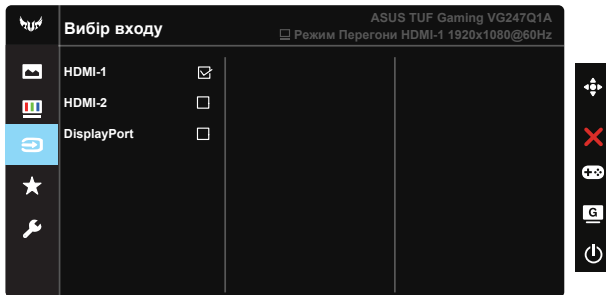 ASUS TUF Gaming VG247Q1A
Вибір входу
Режим Перегони HDMI-1 1920x1080@60Hz
HDMI-1
HDMI-2
DisplayPort
G